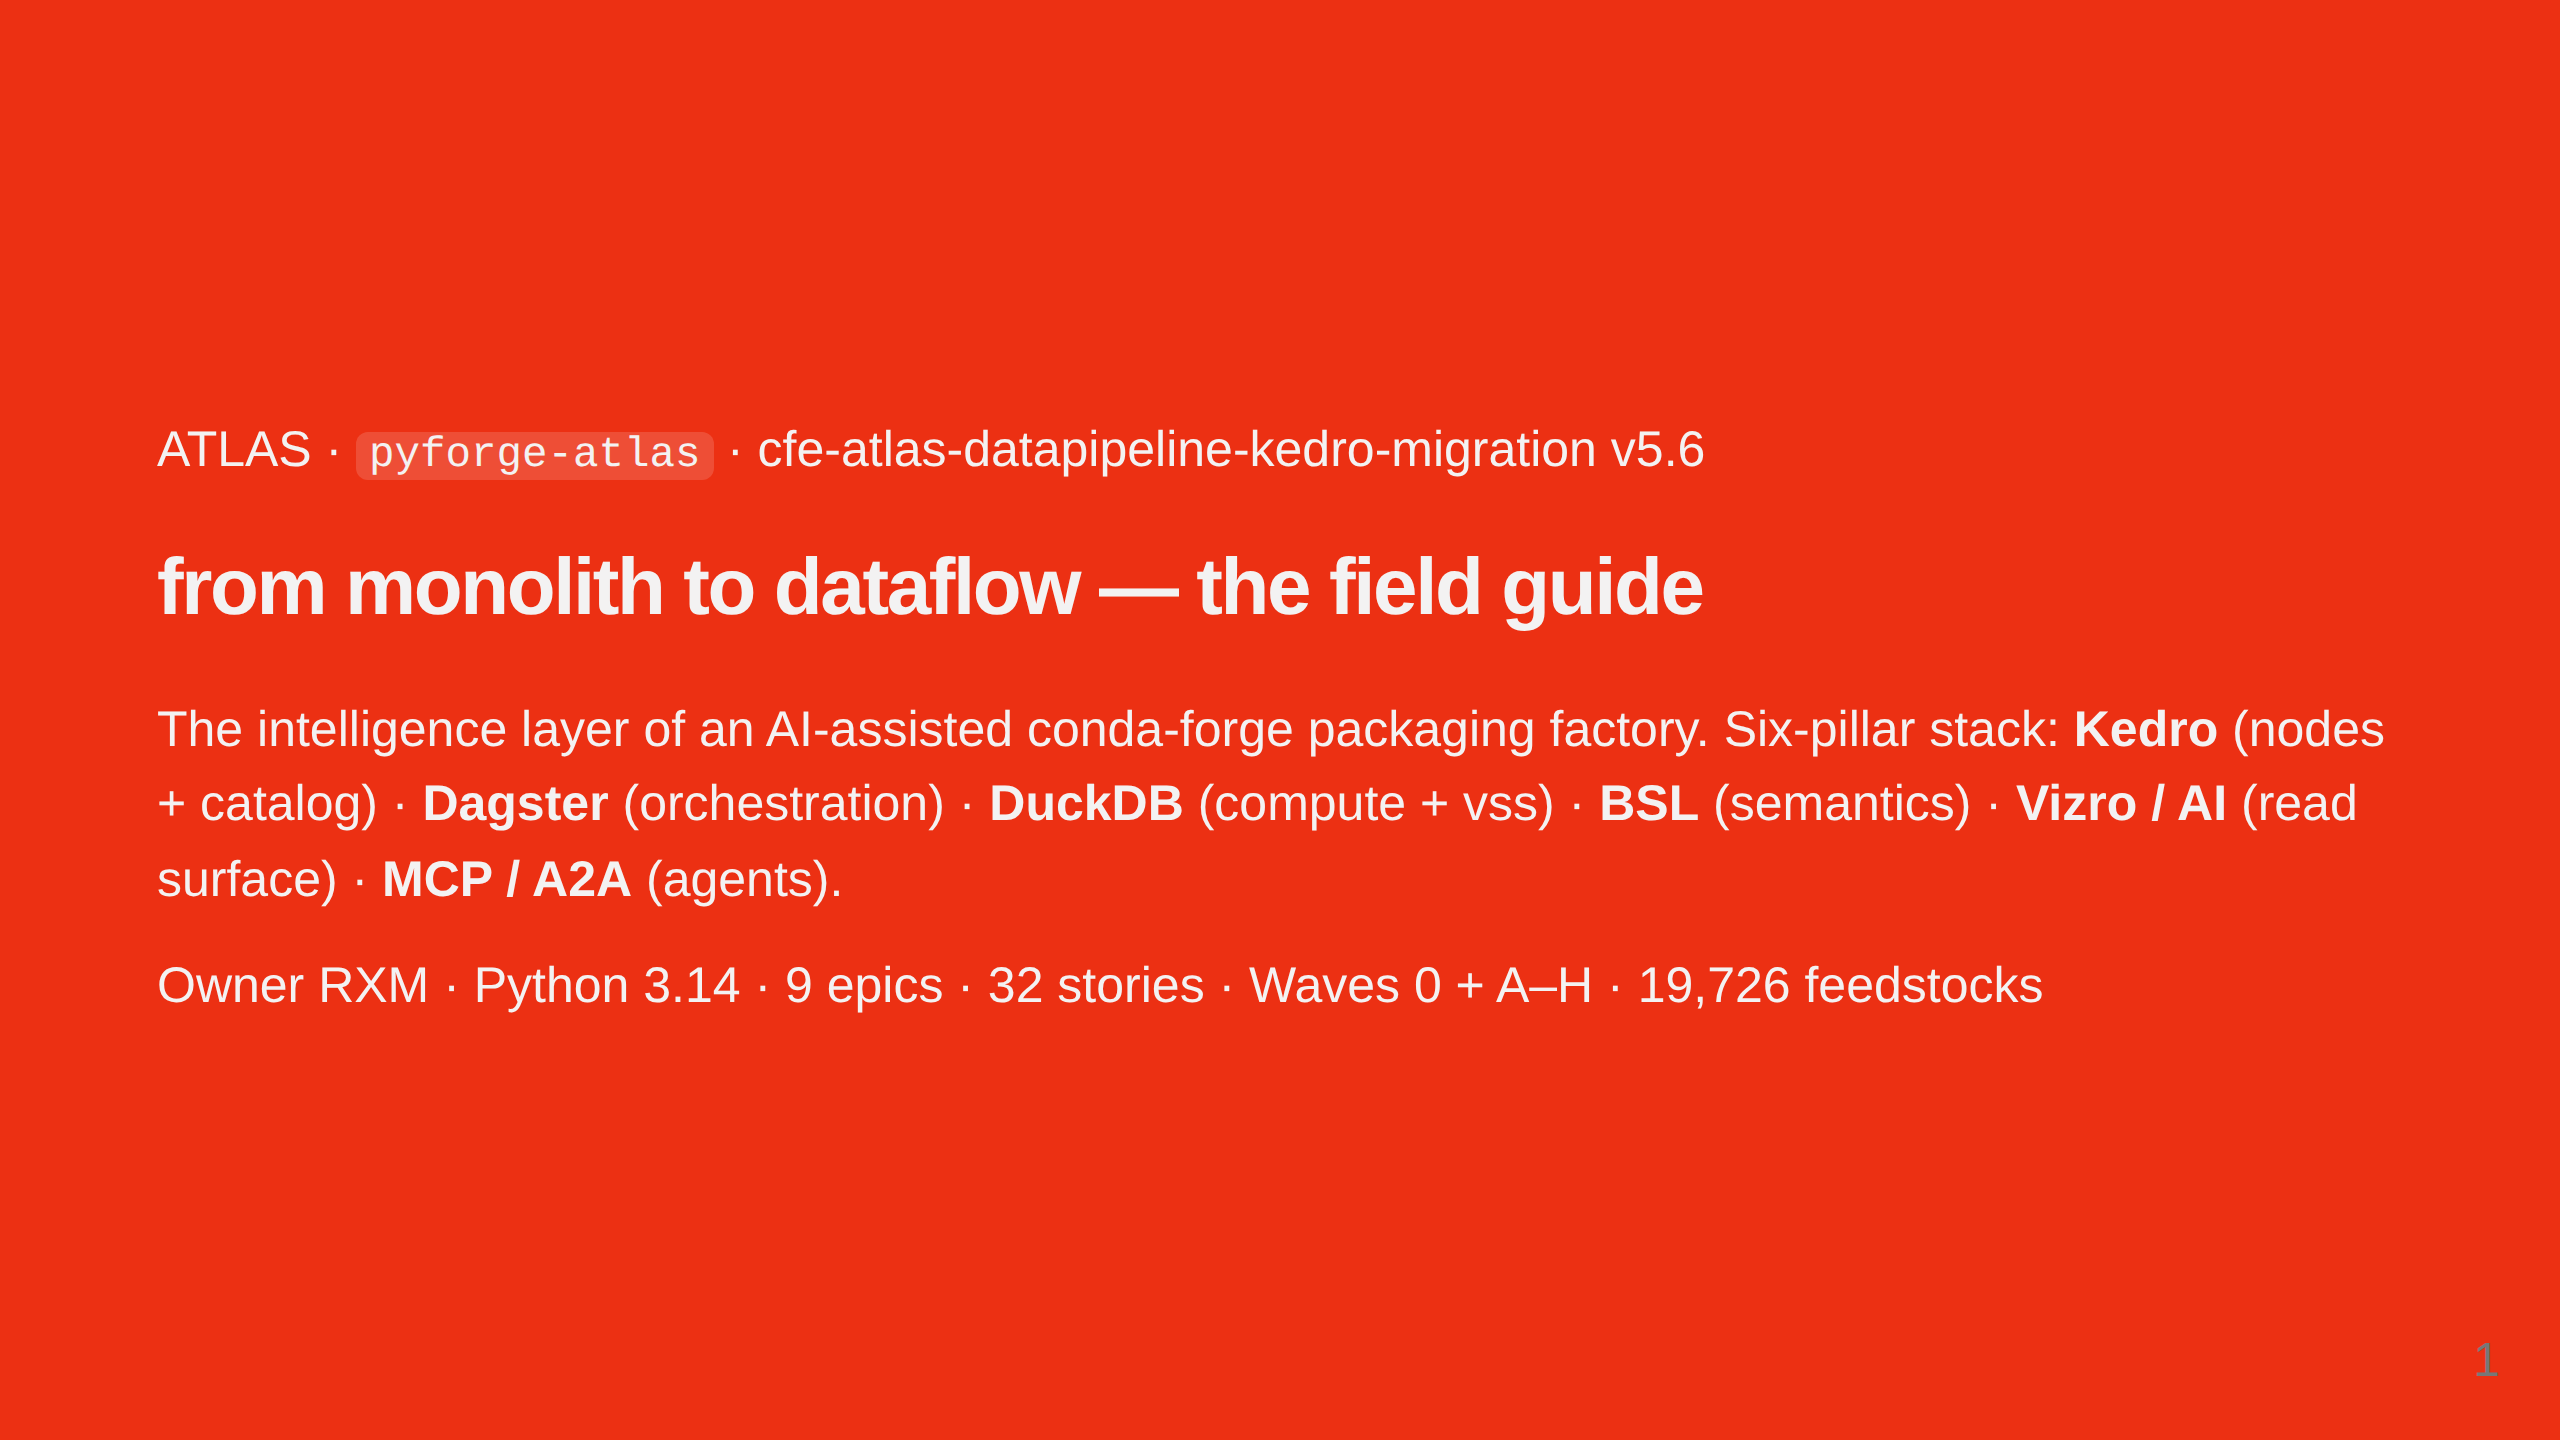 ATLAS · pyforge-atlas · cfe-atlas-datapipeline-kedro-migration v5.6
from monolith to dataflow — the field guide
The intelligence layer of an AI-assisted conda-forge packaging factory. Six-pillar stack: Kedro (nodes
+ catalog) · Dagster (orchestration) · DuckDB (compute + vss) · BSL (semantics) · Vizro / AI (read
surface) · MCP / A2A (agents).
Owner RXM · Python 3.14 · 9 epics · 32 stories · Waves 0 + A–H · 19,726 feedstocks
1